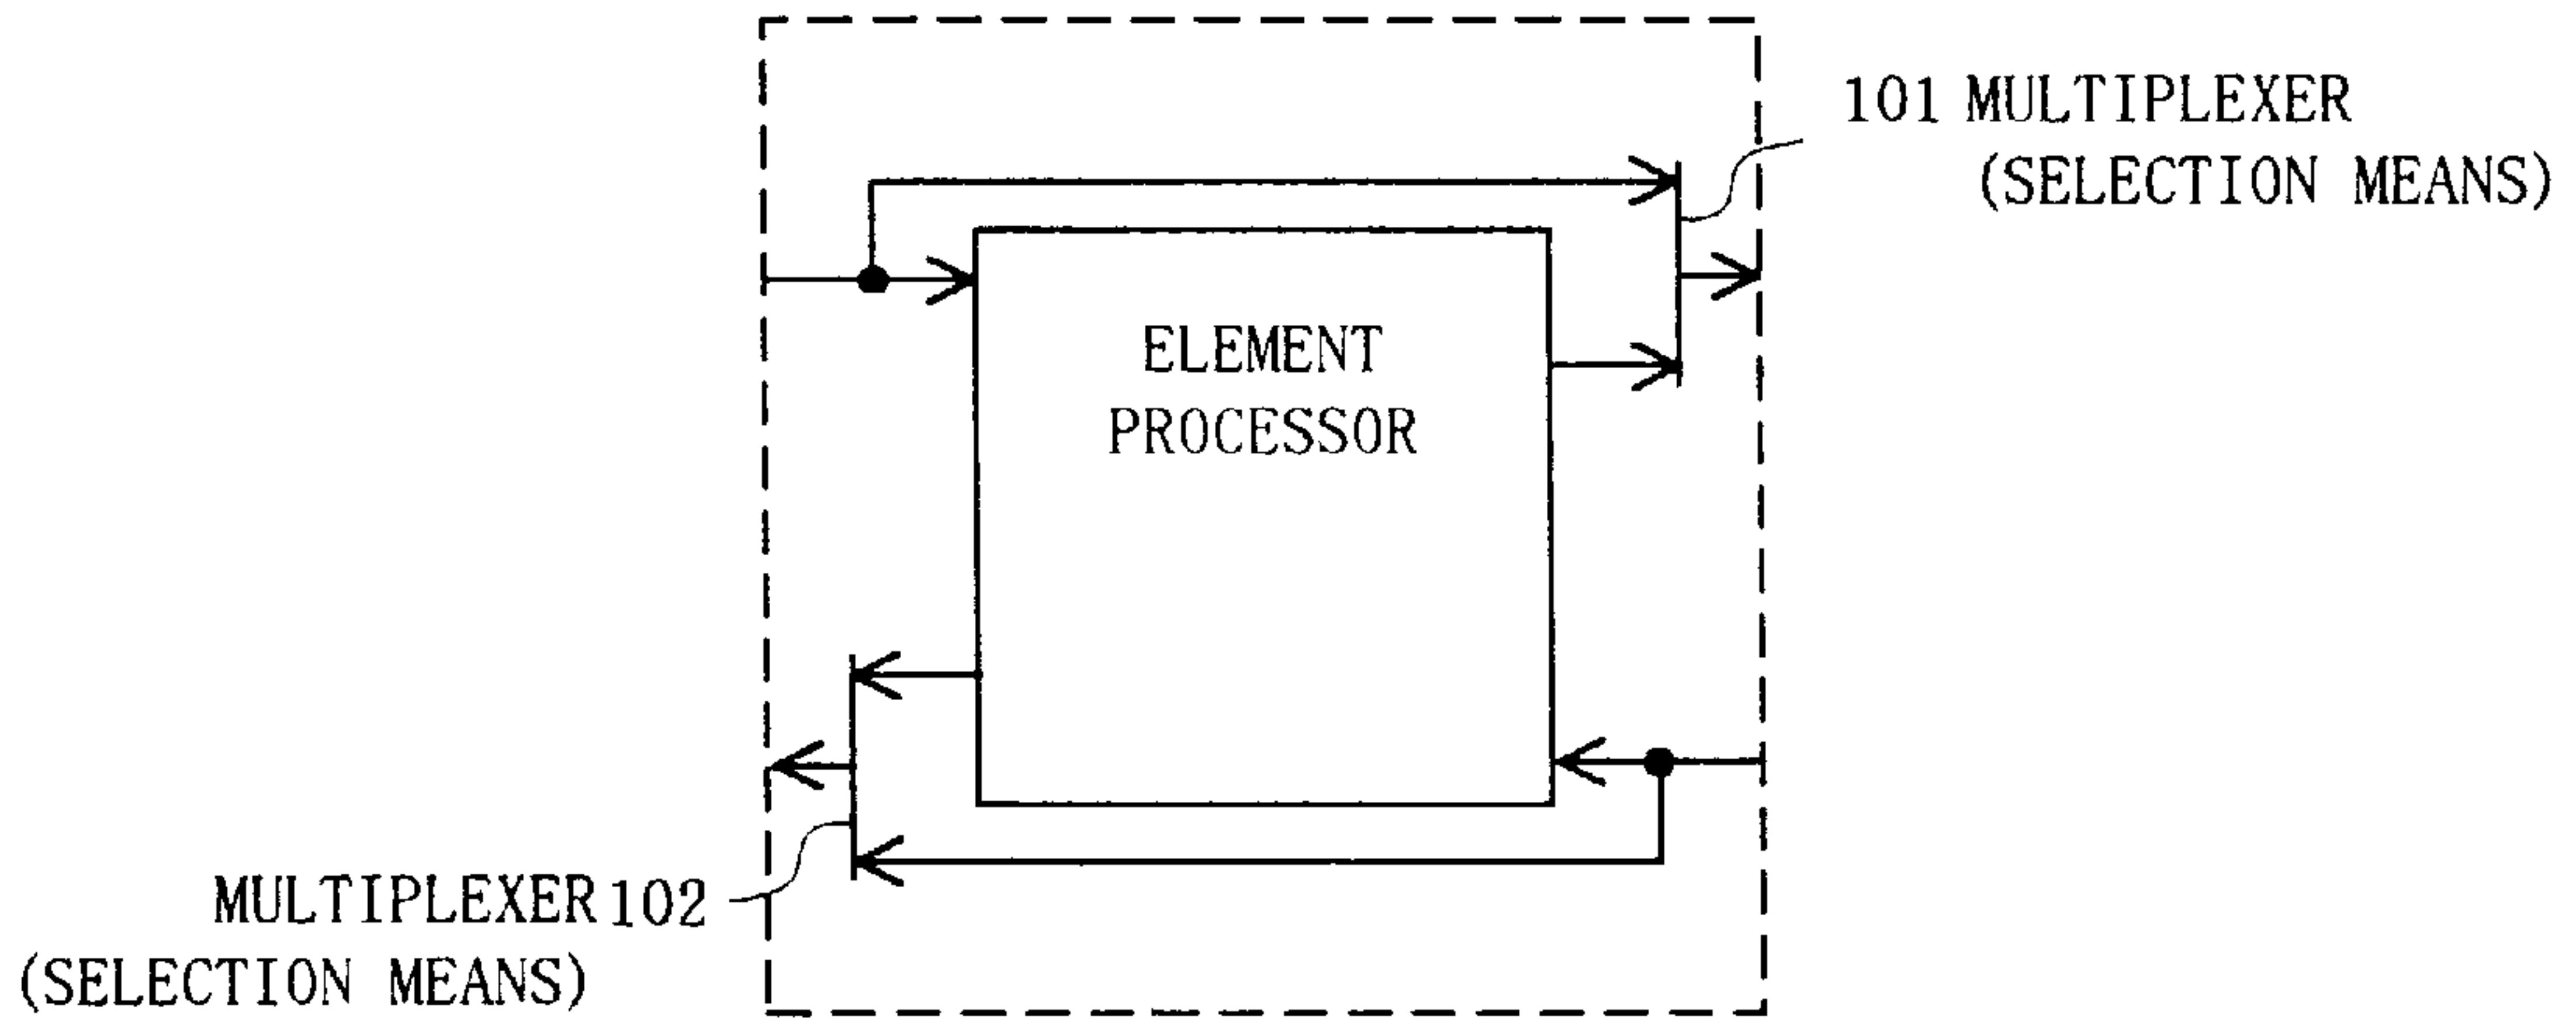 101 MULTIPLEXER
(SELECTION MEANS)
ELEMENT
PROCESSOR
MULTIPLEXER 102
(SELECTION MEANS)